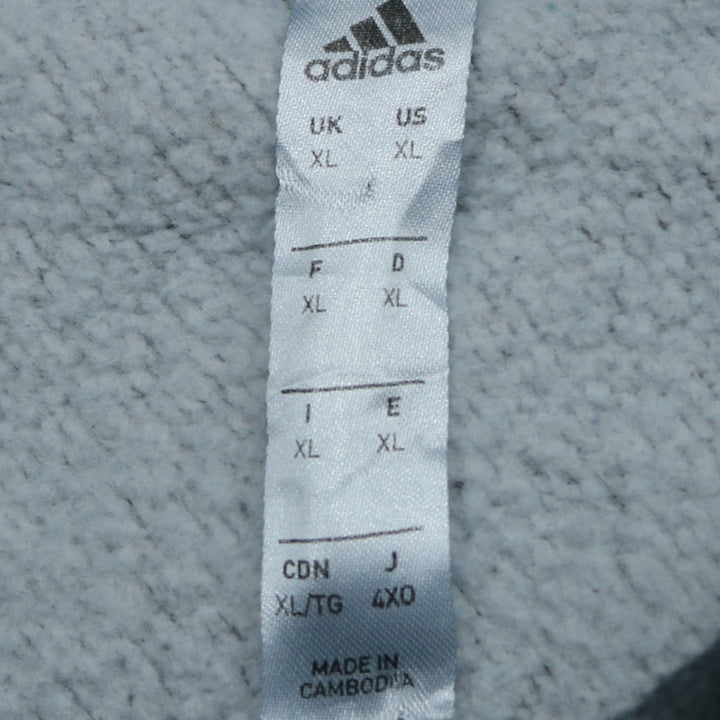 adidas
UK US
XL XL
F D
XL XL
I E
XL XL
CDN J
XL/TG 4XO
MADE IN
CAMBODIA